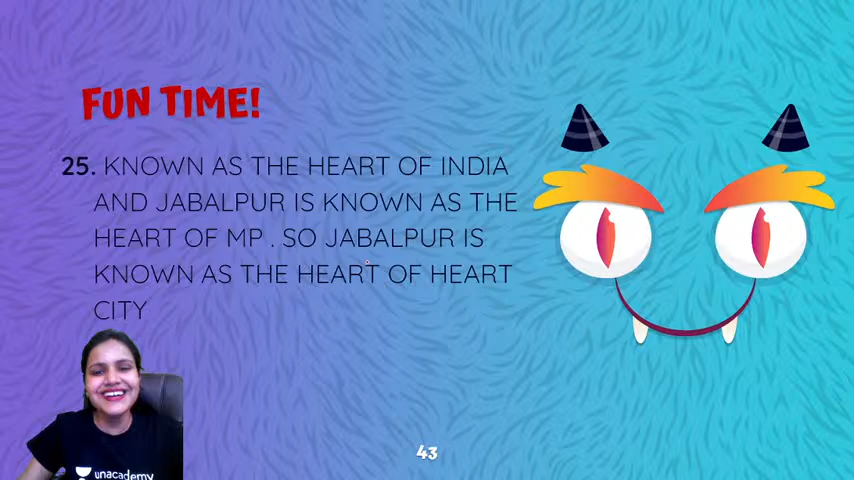 FUN TIME!
25. KNOWN AS THE HEART OF INDIA
AND JABALPUR IS KNOWN AS THE
HEART OF MP . SO JABALPUR IS
KNOWN AS THE HEART OF HEART
CITY
unacademy
43